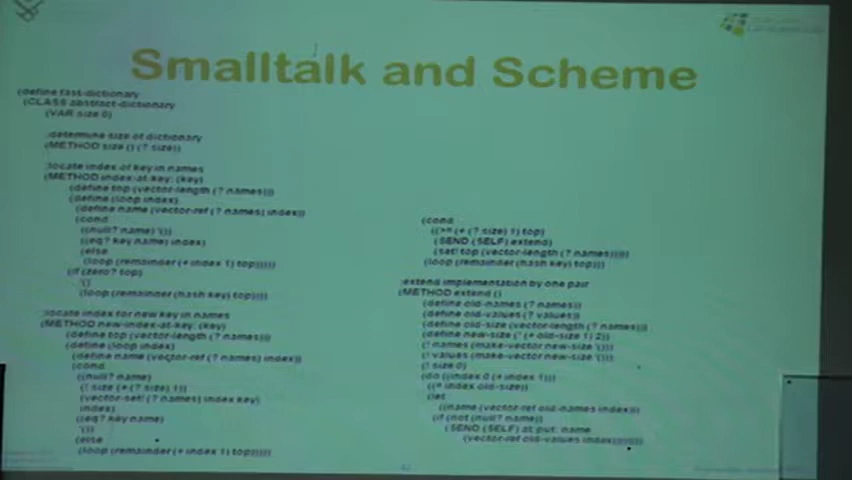 Smalltalk and Scheme
(define fast-dictionary
(CLASS abstract-dictionary
(VAR size 0)
;determine size of dictionary
(METHOD size () (? size))
;locate index of key in names
(METHOD index-at-key: (key)
(define top (vector-length (? names)))
(define (loop index)
(define name (vector-ref (? names) index))
(cond
((null? name) '())
((eq? key name) index)
(else
(loop (remainder (+ index 1) top)))))
(if (zero? top)
'()
(loop (remainder (hash key) top))))
;locate index for new key in names
(METHOD new-index-at-key: (key)
(define top (vector-length (? names)))
(define (loop index)
(define name (vector-ref (? names) index))
(cond
((null? name)
(! size (+ (? size) 1))
(vector-set! (? names) index key)
index)
((eq? key name)
'())
(else
(loop (remainder (+ index 1) top)))))
(cond
((>= (+ (? size) 1) top)
(SEND (SELF) extend)
(set! top (vector-length (? names)))))
(loop (remainder (hash key) top)))
;extend implementation by one pair
(METHOD extend ()
(define old-names (? names))
(define old-values (? values))
(define old-size (vector-length (? names)))
(define new-size (* (+ old-size 1) 2))
(! names (make-vector new-size '()))
(! values (make-vector new-size '()))
(! size 0)
(do ((index 0 (+ index 1)))
((= index old-size))
(let
((name (vector-ref old-names index)))
(if (not (null? name))
(SEND (SELF) at:put: name
(vector-ref old-values index)))))))